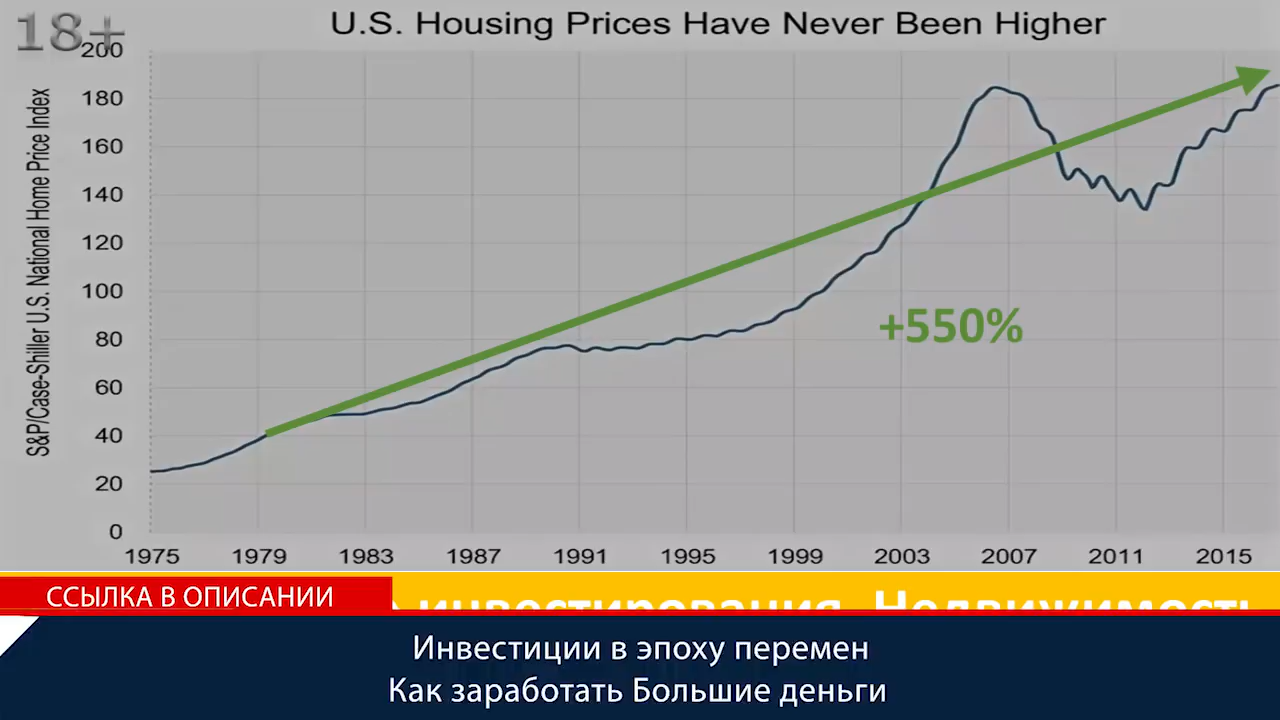 18+
U.S. Housing Prices Have Never Been Higher
S&P/Case-Shiller U.S. National Home Price Index
200
180
160
140
120
100
80
60
40
20
0
+550%
1975 1979 1983 1987 1991 1995 1999 2003 2007 2011 2015
ССЫЛКА В ОПИСАНИИ
инвестирования. Недвижимость
Инвестиции в эпоху перемен
Как заработать Большие деньги